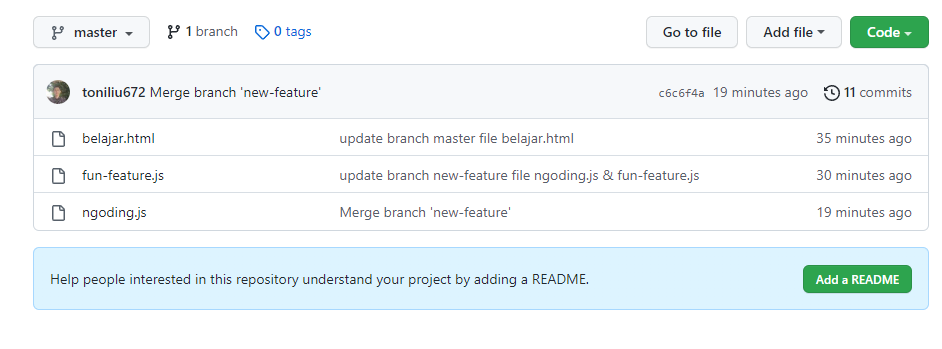 master 1 branch 0 tags Go to file Add file Code
toniliu672 Merge branch 'new-feature' c6c6f4a 19 minutes ago 11 commits
belajar.html update branch master file belajar.html 35 minutes ago
fun-feature.js update branch new-feature file ngoding.js & fun-feature.js 30 minutes ago
ngoding.js Merge branch 'new-feature' 19 minutes ago
Help people interested in this repository understand your project by adding a README. Add a README